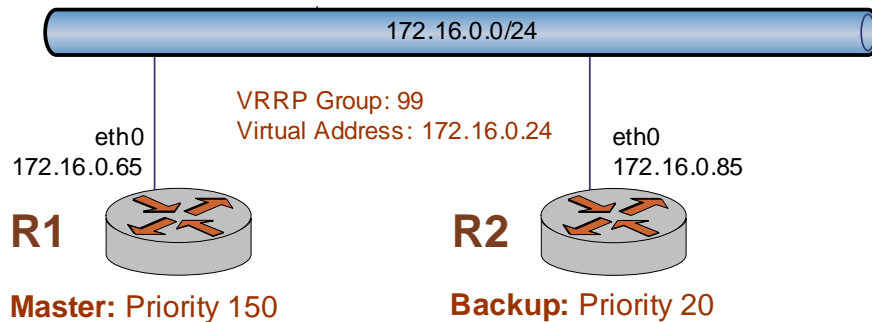 172.16.0.0/24
VRRP Group: 99
Virtual Address: 172.16.0.24
eth0
172.16.0.65
eth0
172.16.0.85
R1
R2
Master: Priority 150
Backup: Priority 20